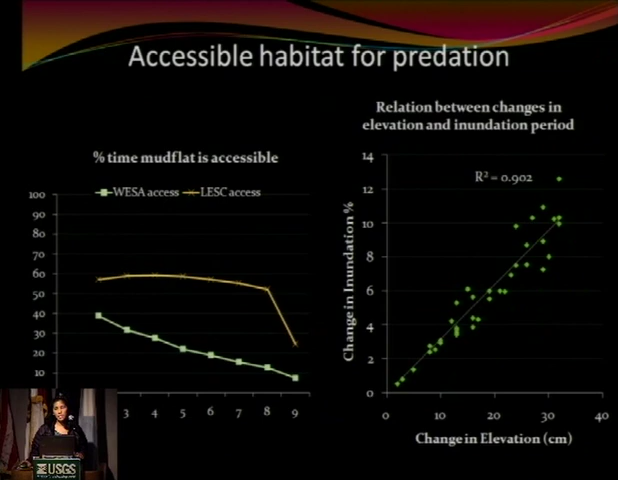 Accessible habitat for predation
% time mudflat is accessible
WESA access LESC access
100
90
80
70
60
50
40
30
20
10
3 4 5 6 7 8 9
Relation between changes in
elevation and inundation period
R² = 0.902
Change in Inundation %
14
12
10
8
6
4
2
0
0 10 20 30 40
Change in Elevation (cm)
USGS